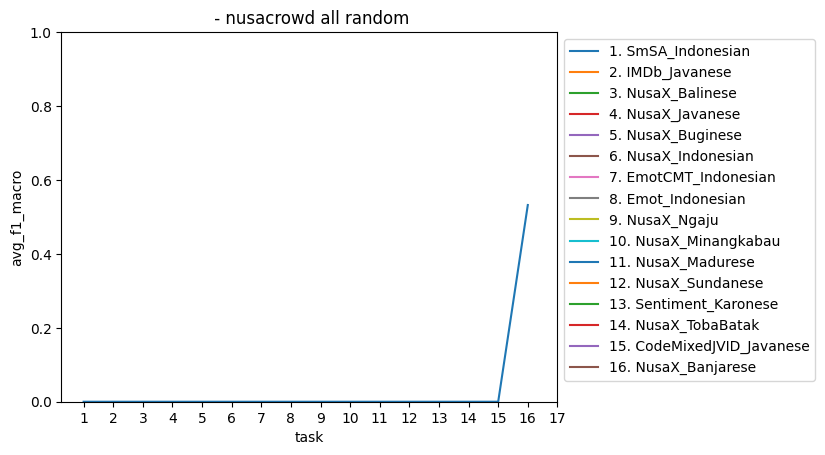 - nusacrowd all random
avg_f1_macro
1.0
0.8
0.6
0.4
0.2
0.0
1 2 3 4 5 6 7 8 9 10 11 12 13 14 15 16 17
task
1. SmSA_Indonesian
2. IMDb_Javanese
3. NusaX_Balinese
4. NusaX_Javanese
5. NusaX_Buginese
6. NusaX_Indonesian
7. EmotCMT_Indonesian
8. Emot_Indonesian
9. NusaX_Ngaju
10. NusaX_Minangkabau
11. NusaX_Madurese
12. NusaX_Sundanese
13. Sentiment_Karonese
14. NusaX_TobaBatak
15. CodeMixedJVID_Javanese
16. NusaX_Banjarese